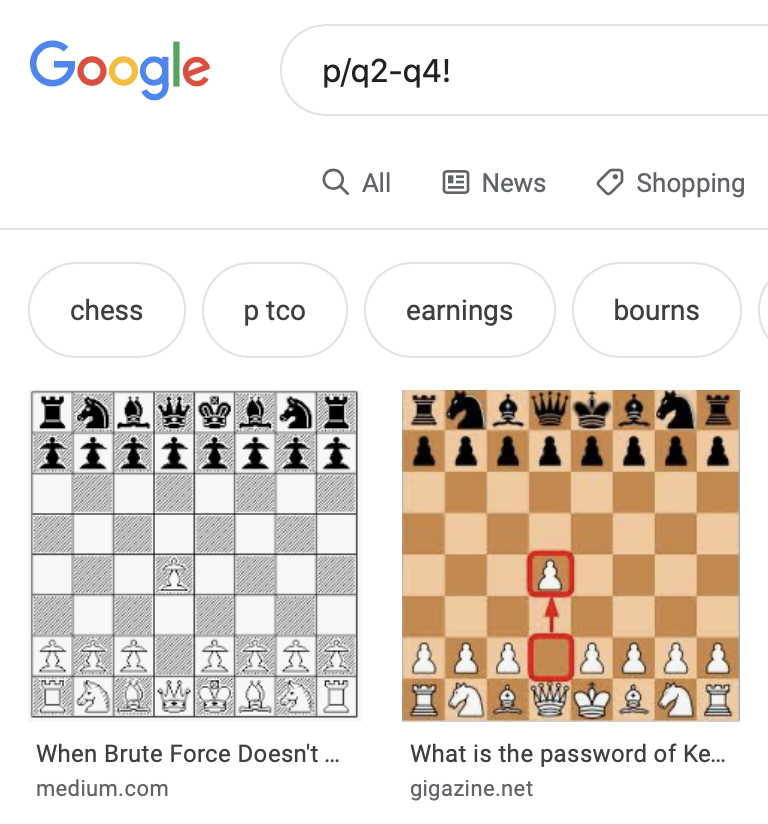 Google
p/q2-q4!
All
News
Shopping
chess
p tco
earnings
bourns
When Brute Force Doesn't ...
medium.com
What is the password of Ke...
gigazine.net